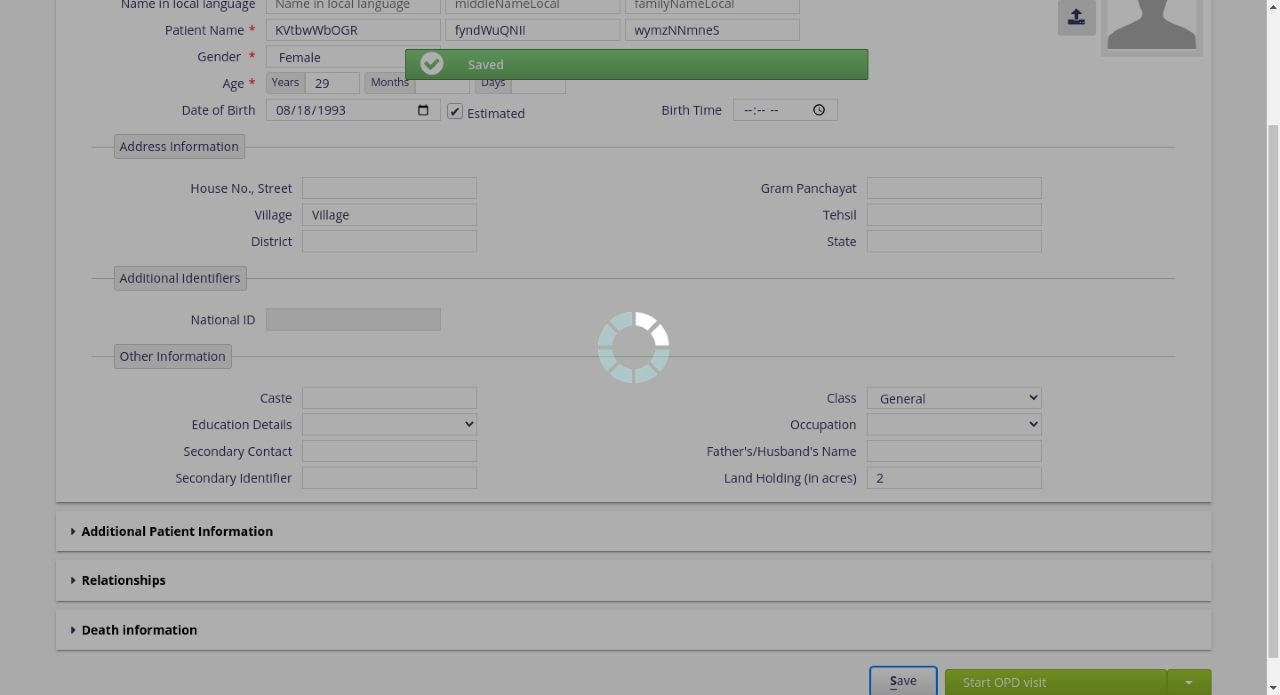 Name in local language Name in local language middleNameLocal familyNameLocal
Patient Name * KVtbwWbOGR fyndWuQNII wymzNNmneS
Gender * Female
Saved
Age * Years 29 Months Days
Date of Birth 08/18/1993 Estimated Birth Time --:-- --
Address Information
House No., Street Gram Panchayat
Village Village Tehsil
District State
Additional Identifiers
National ID
Other Information
Caste Class General
Education Details Occupation
Secondary Contact Father's/Husband's Name
Secondary Identifier Land Holding (in acres) 2
Additional Patient Information
Relationships
Death information
Save Start OPD visit